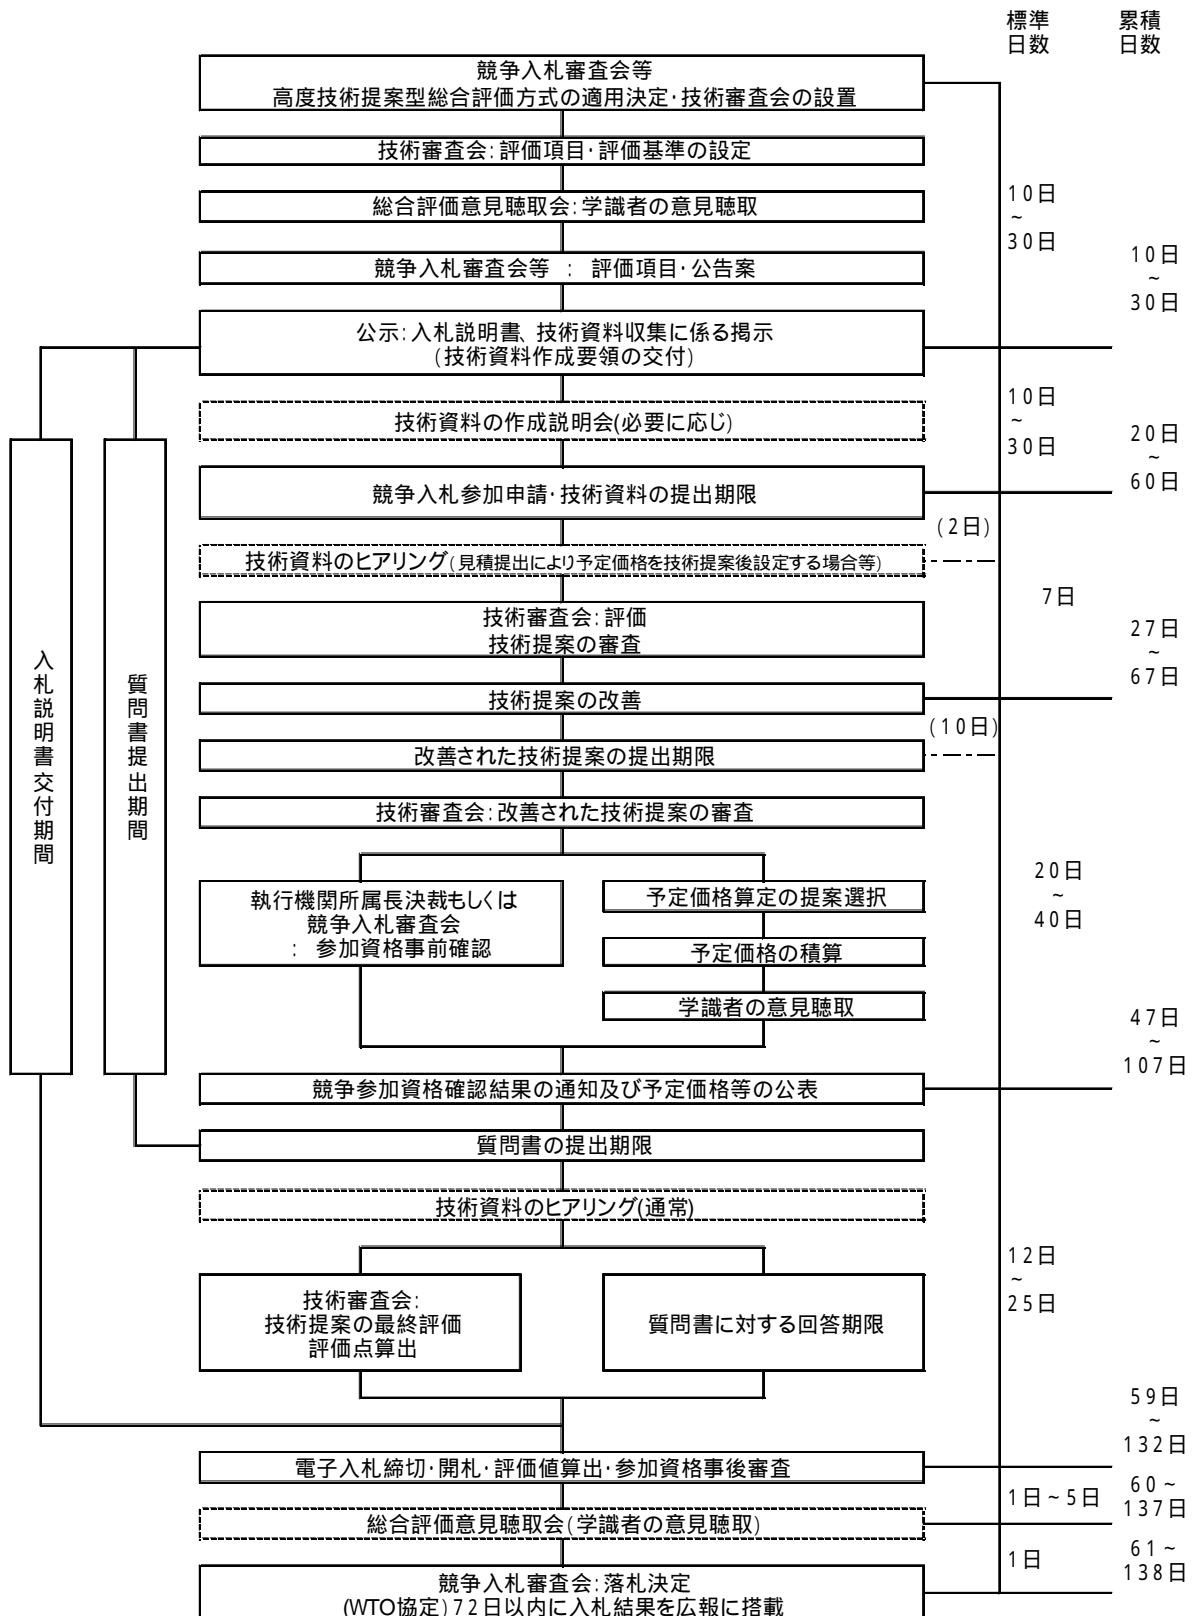 標準
日数
累積
日数
競争入札審査会等
高度技術提案型総合評価方式の適用決定・技術審査会の設置
技術審査会：評価項目・評価基準の設定
総合評価意見聴取会：学識者の意見聴取
競争入札審査会等 ： 評価項目・公告案
10日
~
30日
10日
~
30日
公示：入札説明書、技術資料収集に係る掲示
(技術資料作成要領の交付)
技術資料の作成説明会(必要に応じ)
10日
~
30日
20日
~
60日
競争入札参加申請・技術資料の提出期限
(2日)
技術資料のヒアリング(見積提出により予定価格を技術提案後設定する場合等)
7日
技術審査会：評価
技術提案の審査
27日
~
67日
技術提案の改善
(10日)
改善された技術提案の提出期限
技術審査会：改善された技術提案の審査
入札説明書交付期間
質問書提出期間
執行機関所属長決裁もしくは
競争入札審査会
： 参加資格事前確認
予定価格算定の提案選択
予定価格の積算
学識者の意見聴取
20日
~
40日
47日
~
107日
競争参加資格確認結果の通知及び予定価格等の公表
質問書の提出期限
技術資料のヒアリング(通常)
技術審査会：
技術提案の最終評価
評価点算出
質問書に対する回答期限
12日
~
25日
59日
~
132日
電子入札締切・開札・評価値算出・参加資格事後審査
1日~5日
60~
137日
総合評価意見聴取会(学識者の意見聴取)
1日
61~
138日
競争入札審査会：落札決定
(WTO協定)72日以内に入札結果を広報に搭載